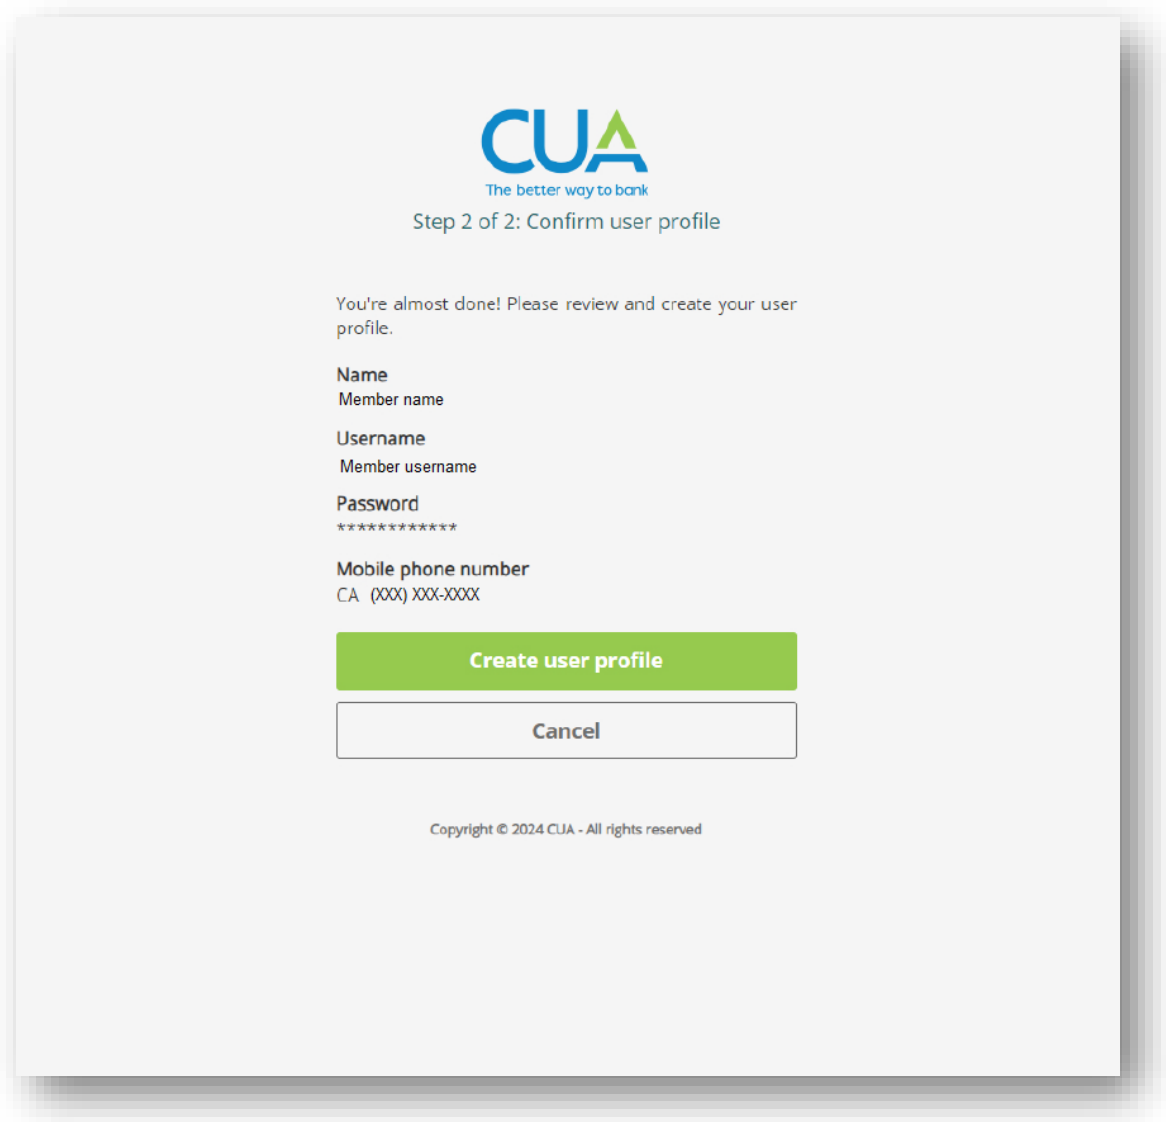 CUA
The better way to bank
Step 2 of 2: Confirm user profile
You're almost done! Please review and create your user
profile.
Name
Member name
Username
Member username
Password
************
Mobile phone number
CA (XXX) XXX-XXXX
Create user profile
Cancel
Copyright © 2024 CUA - All rights reserved